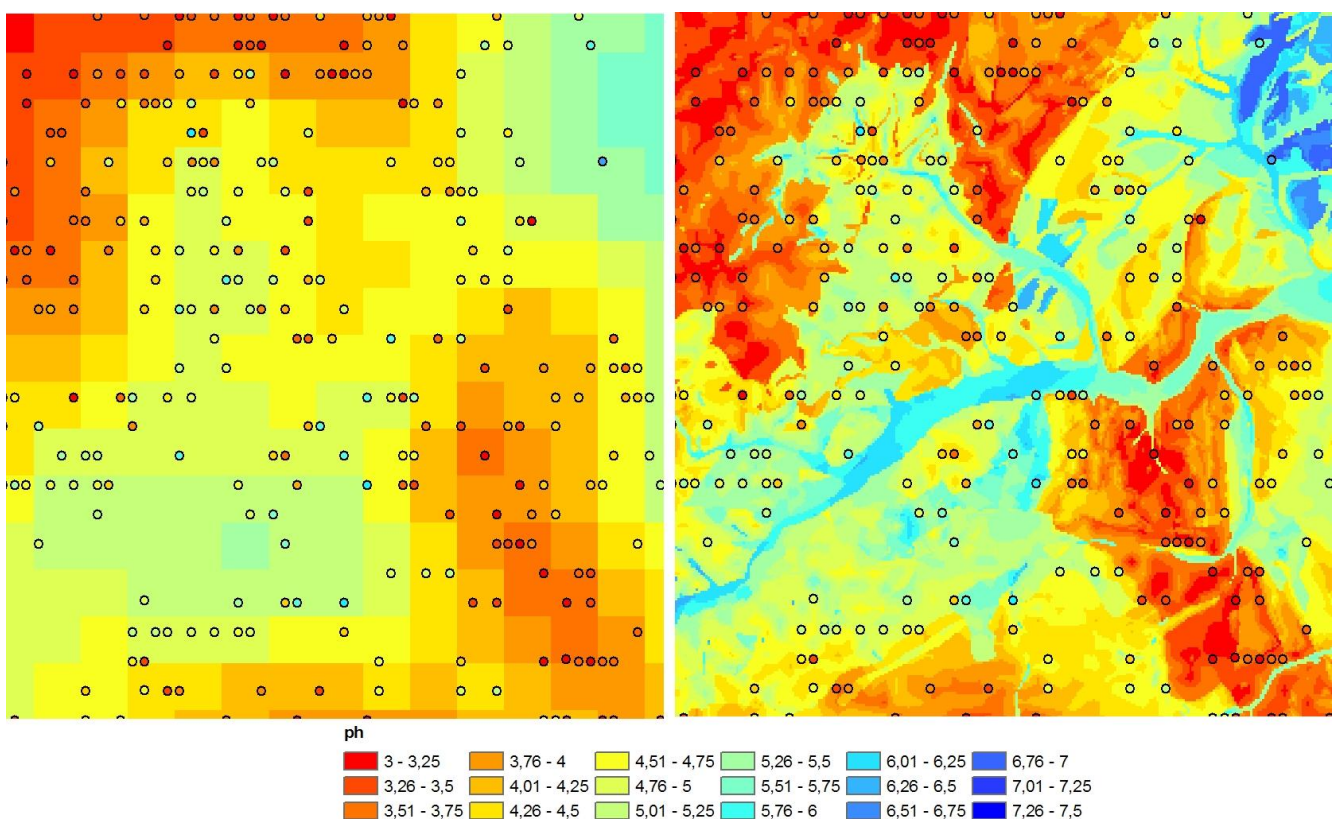 ph
3 - 3,25 3,76 - 4 4,51 - 4,75 5,26 - 5,5 6,01 - 6,25 6,76 - 7
3,26 - 3,5 4,01 - 4,25 4,76 - 5 5,51 - 5,75 6,26 - 6,5 7,01 - 7,25
3,51 - 3,75 4,26 - 4,5 5,01 - 5,25 5,76 - 6 6,51 - 6,75 7,26 - 7,5